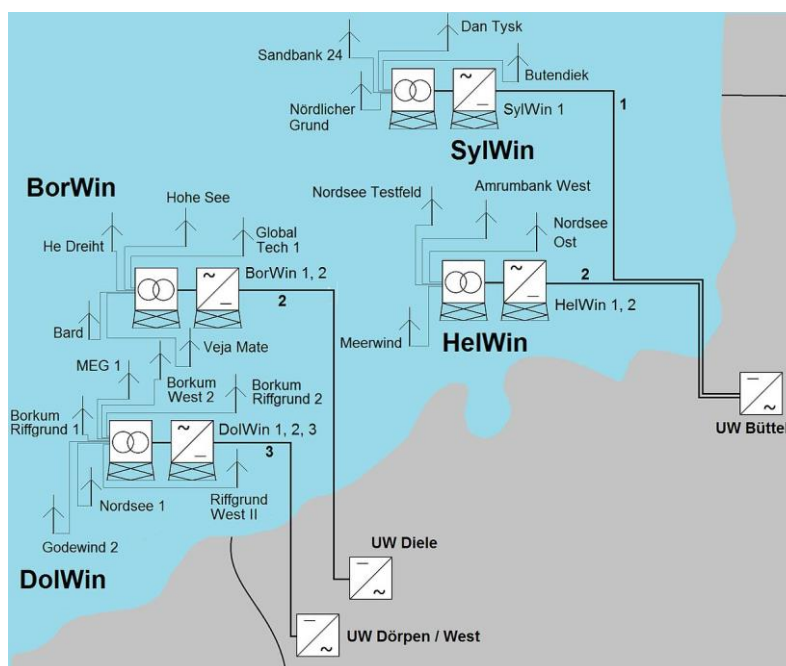 Dan Tysk
Sandbank 24
Butendiek
Nördlicher
Grund
SylWin 1
1
SylWin
BorWin
Hohe See
He Dreiht
Global
Tech 1
BorWin 1, 2
2
Bard
Veja Mate
Nordsee Testfeld
Amrumbank West
Nordsee
Ost
2
HelWin 1, 2
Meerwind
HelWin
MEG 1
Borkum
West 2
Borkum
Riffgrund 2
Borkum
Riffgrund 1
DolWin 1, 2, 3
3
Nordsee 1
Riffgrund
West II
Godewind 2
DolWin
UW Büttel
UW Diele
UW Dörpen / West